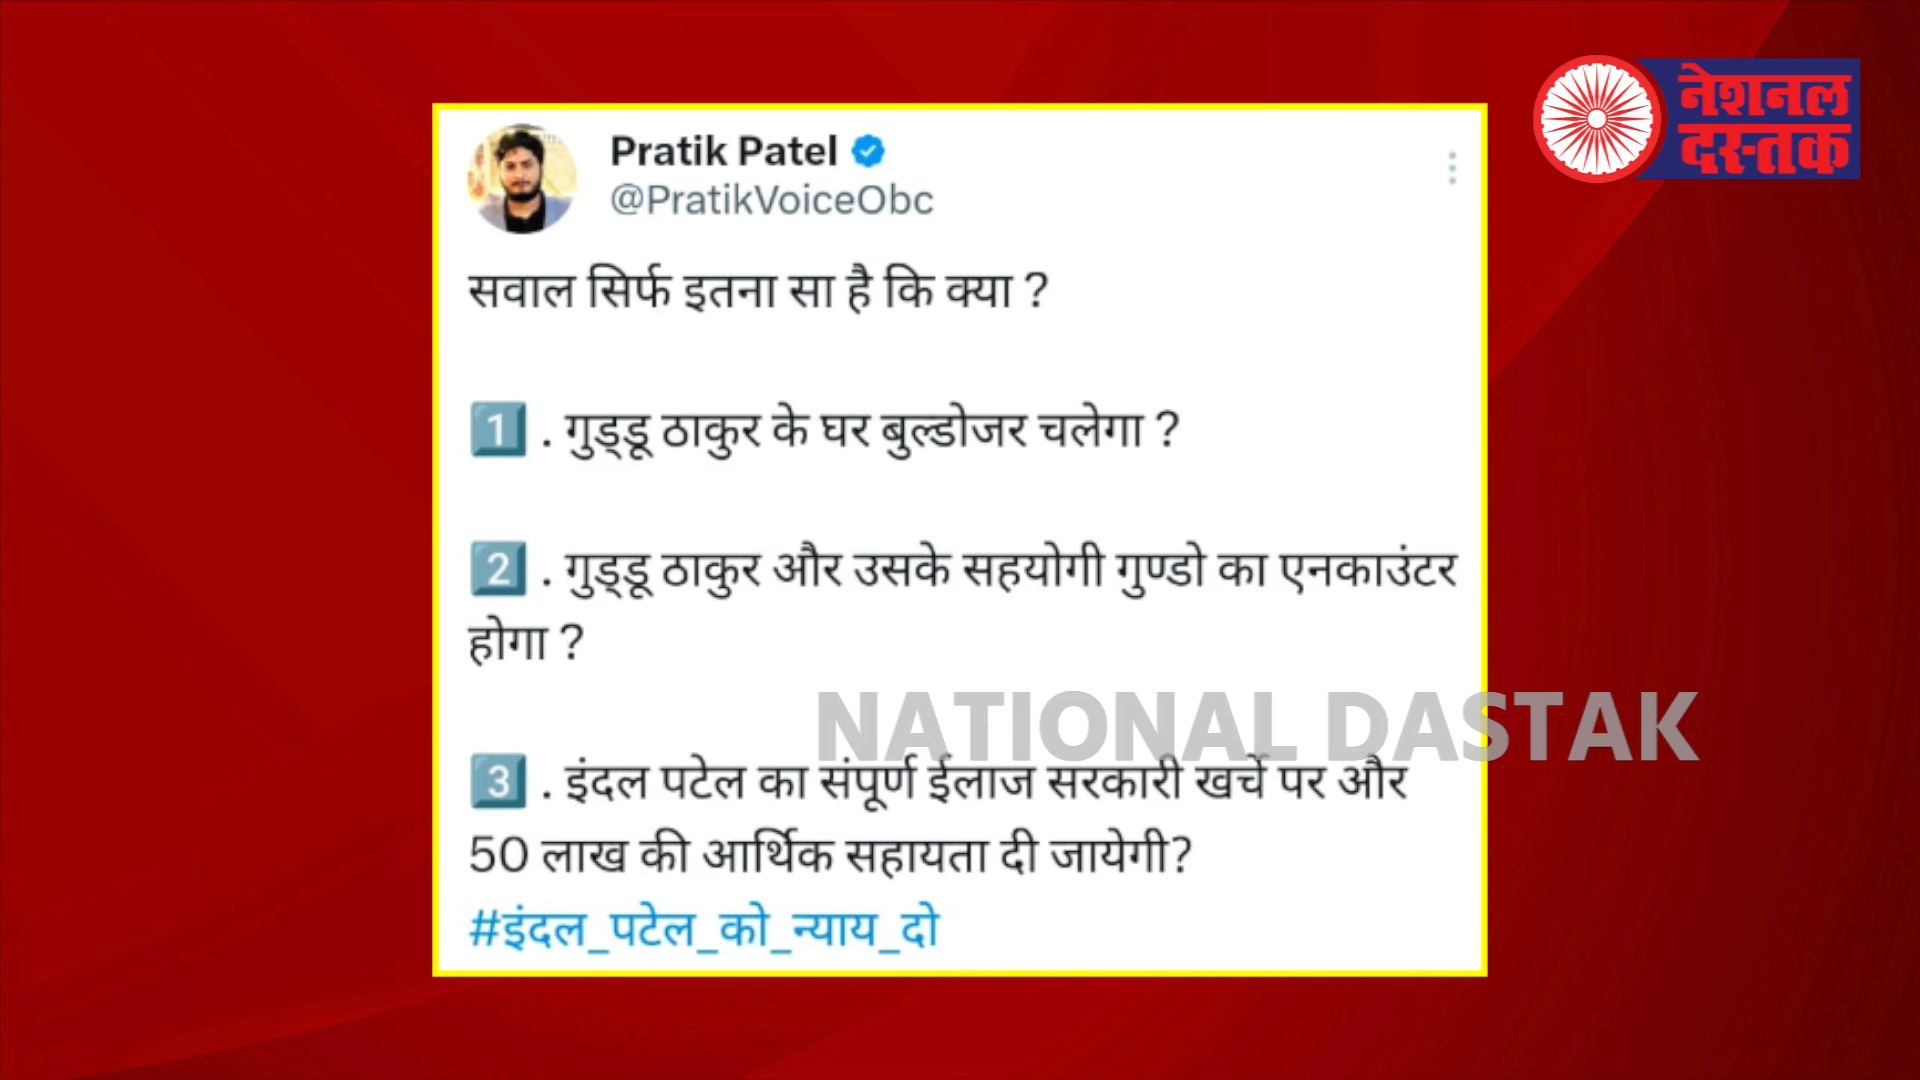 नेशनल
दस्तक
Pratik Patel
@PratikVoiceObc
सवाल सिर्फ इतना सा है कि क्या ?
1 . गुड्डू ठाकुर के घर बुल्डोजर चलेगा ?
2 . गुड्डू ठाकुर और उसके सहयोगी गुण्डो का एनकाउंटर
होगा ?
NATIONAL DASTAK
3 . इंदल पटेल का संपूर्ण ईलाज सरकारी खर्चे पर और
50 लाख की आर्थिक सहायता दी जायेगी?
#इंदल_पटेल_को_न्याय_दो